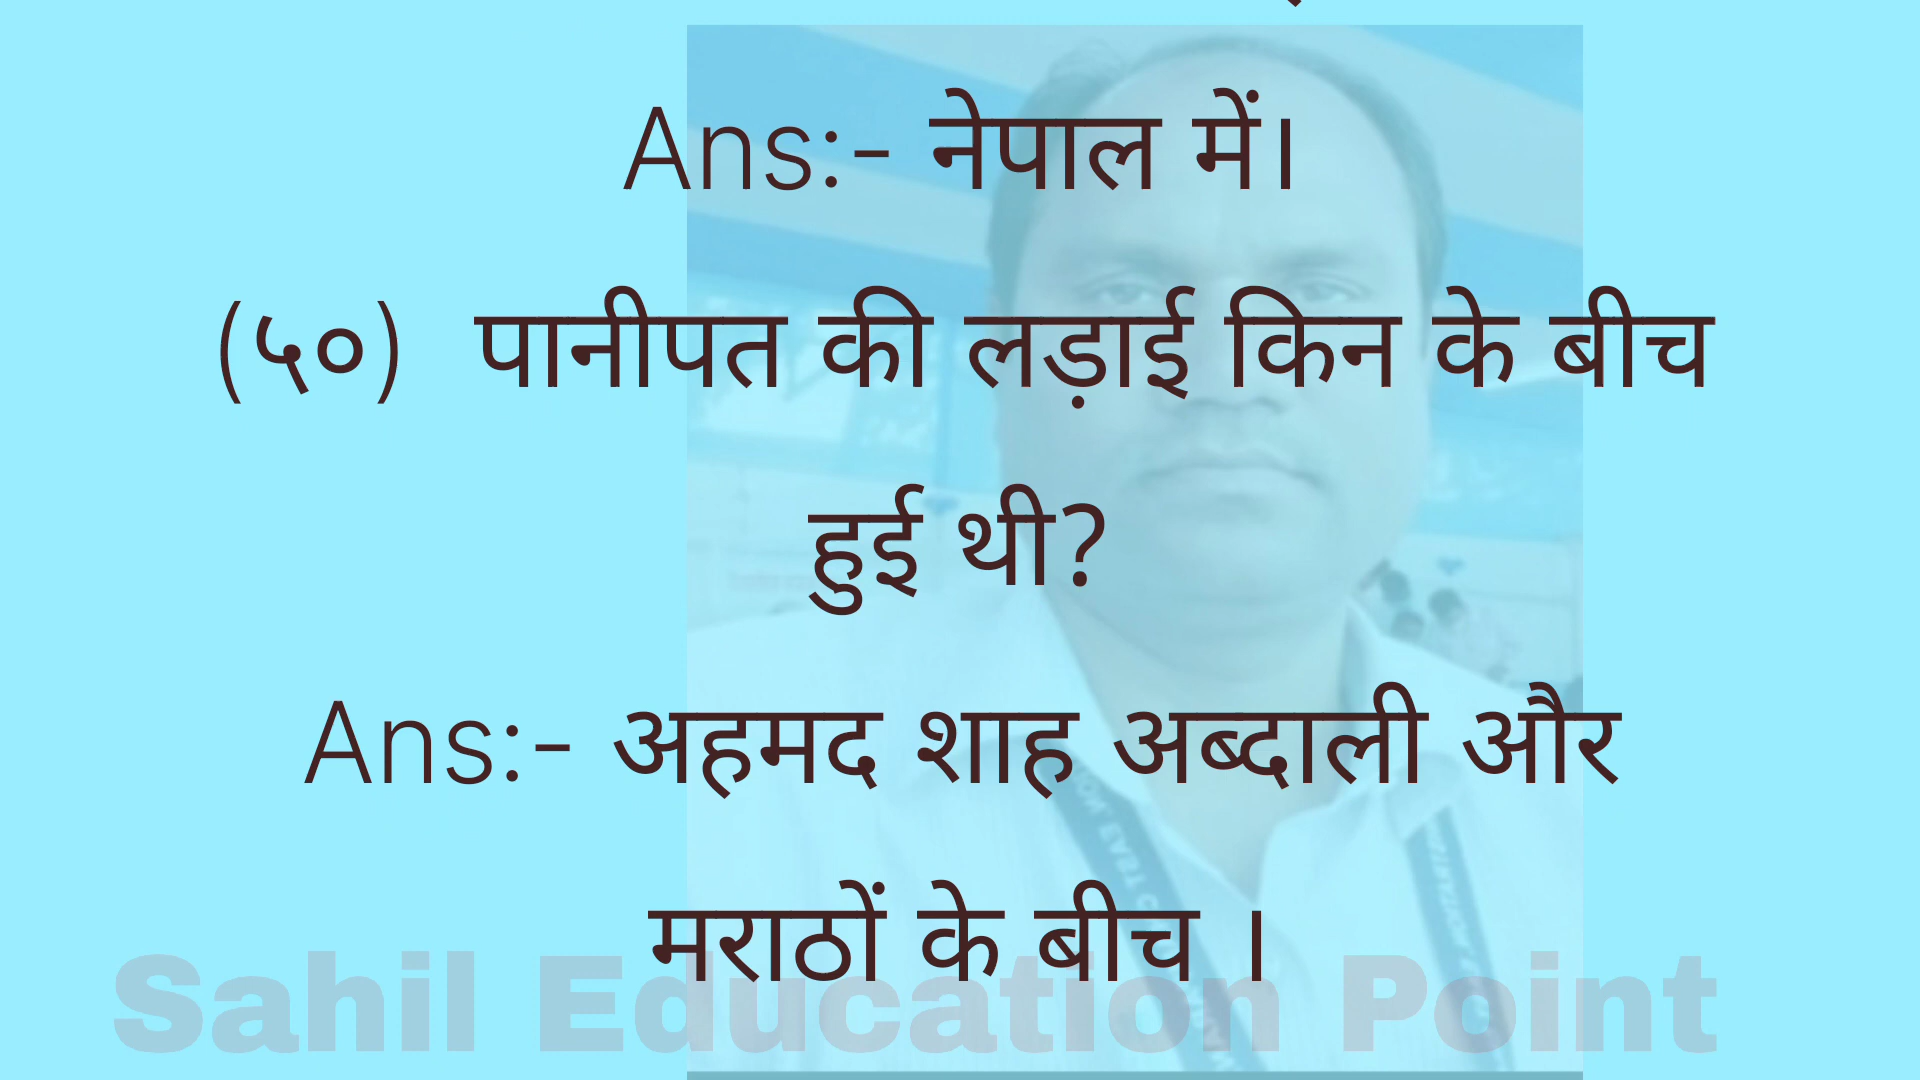 Ans:- नेपाल में।
(५०) पानीपत की लड़ाई किन के बीच
हुई थी?
Ans:- अहमद शाह अब्दाली और
मराठों के बीच ।
Sahil Education Point